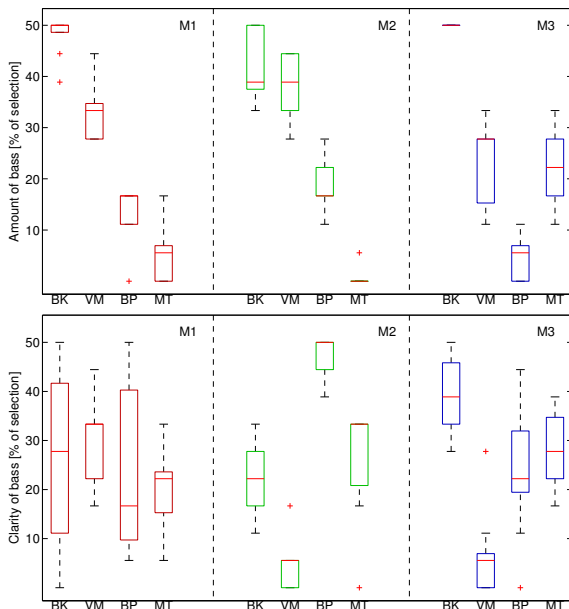 M1 M2 M3
Amount of bass [% of selection]
50
40
30
20
10
BK VM BP MT BK VM BP MT BK VM BP MT
M1 M2 M3
Clarity of bass [% of selection]
50
40
30
20
10
BK VM BP MT BK VM BP MT BK VM BP MT